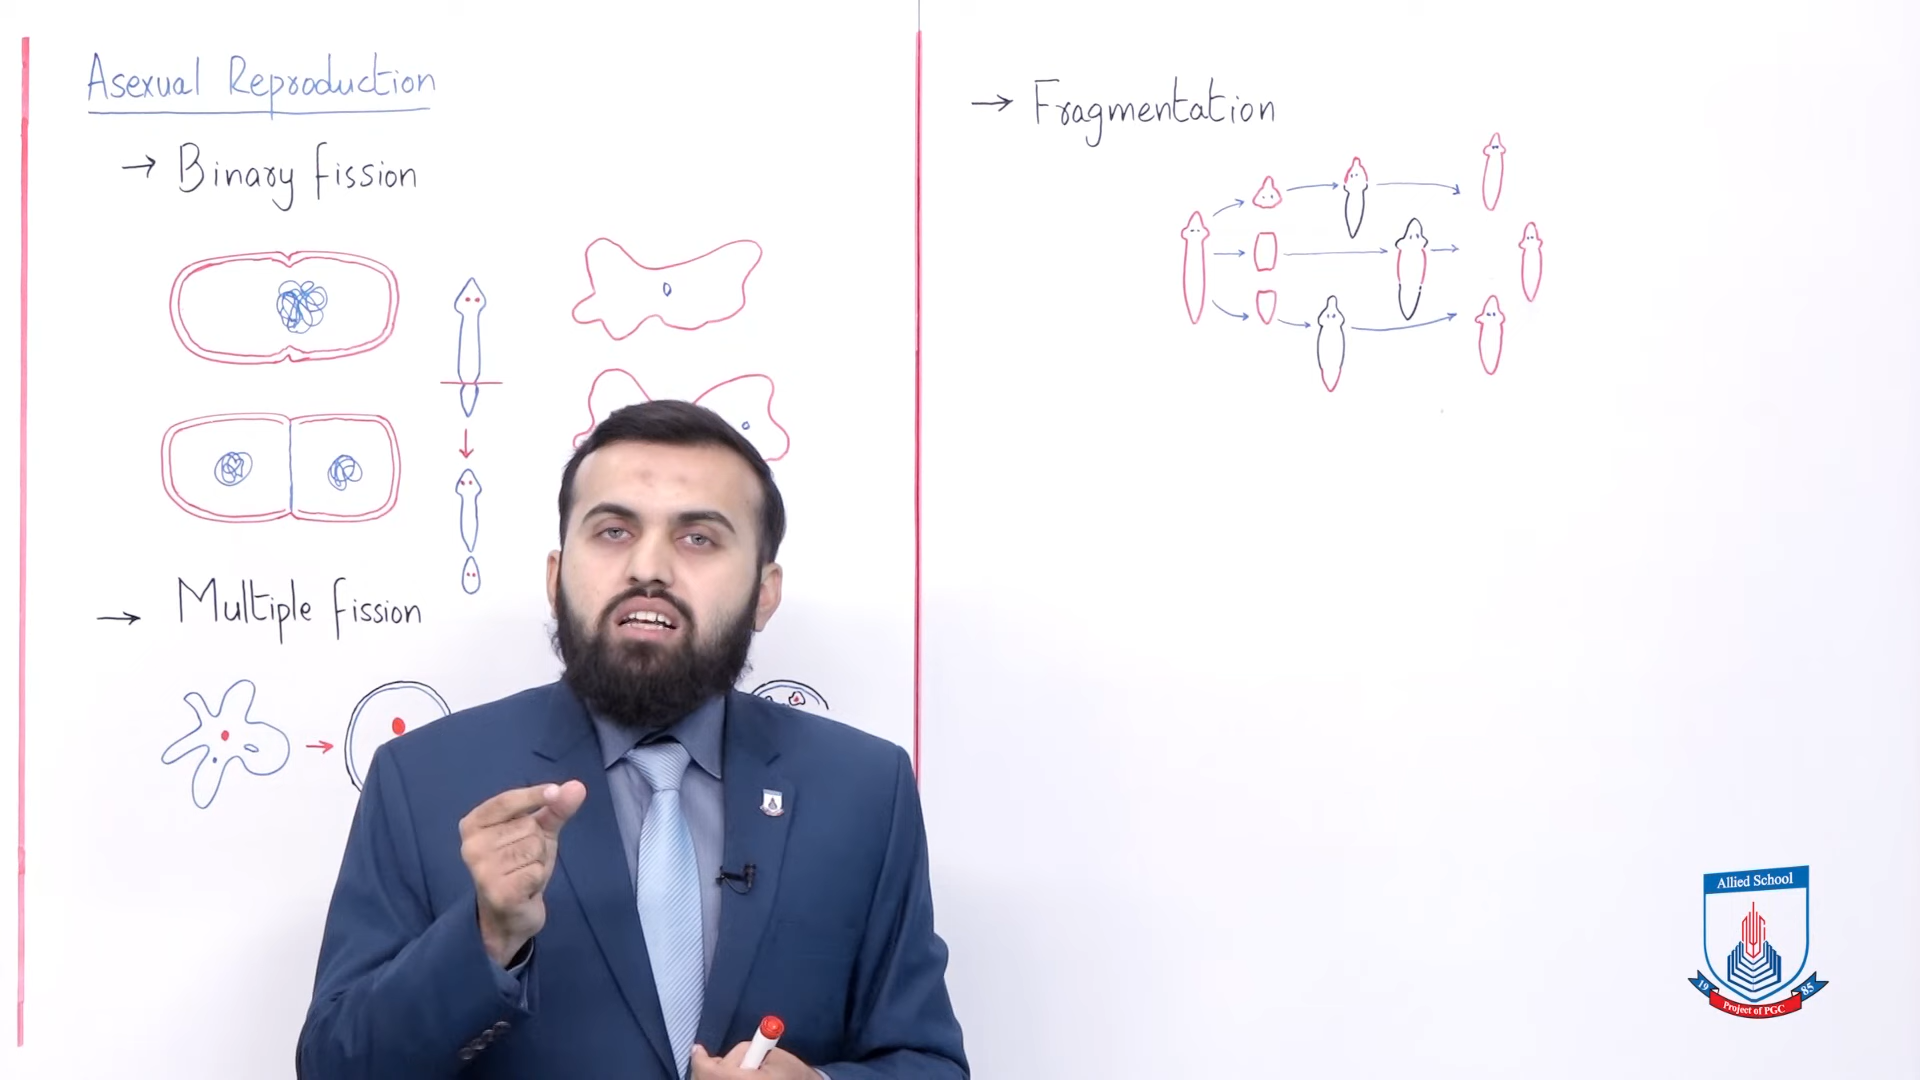 Asexual Reproduction
→ Binary fission
→ Multiple fission
→ Fragmentation
Allied School
19 85
Project of PGC